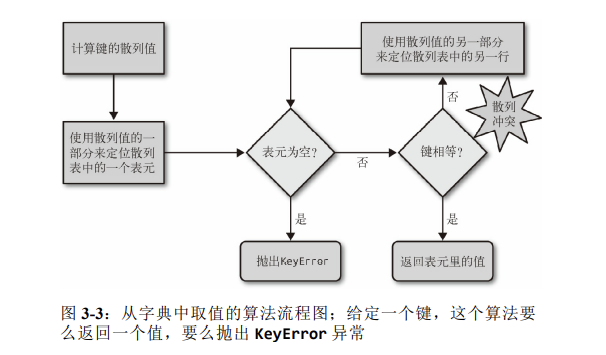 计算键的散列值
使用散列值的另一部分
来定位散列表中的另一行
否
散列
冲突
使用散列值的一
部分来定位散列
表中的一个表元
表元为空?
否
键相等?
是
是
抛出KeyError
返回表元里的值
图 3-3：从字典中取值的算法流程图；给定一个键，这个算法要
么返回一个值，要么抛出 KeyError 异常